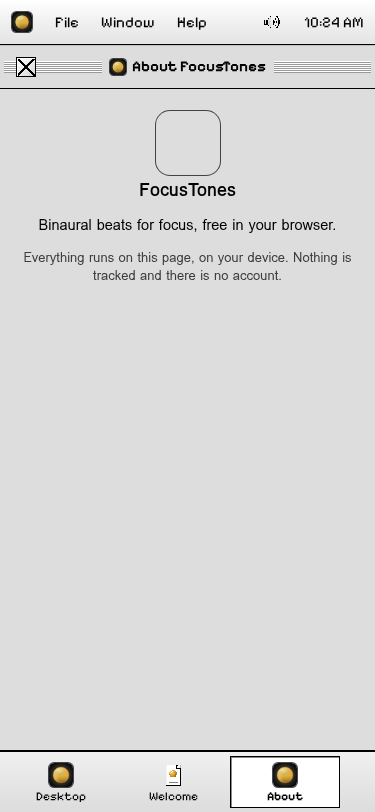 File Window Help 10:24 AM
About FocusTones
FocusTones
Binaural beats for focus, free in your browser.
Everything runs on this page, on your device. Nothing is
tracked and there is no account.
Desktop Welcome About